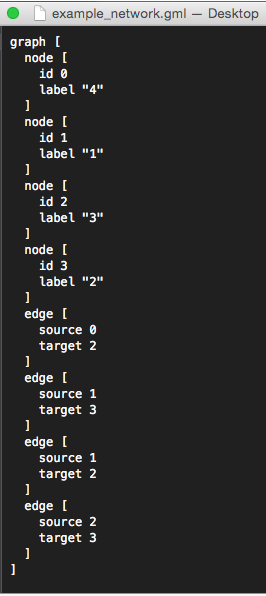 example_network.gml — Desktop
graph [
  node [
    id 0
    label "4"
  ]
  node [
    id 1
    label "1"
  ]
  node [
    id 2
    label "3"
  ]
  node [
    id 3
    label "2"
  ]
  edge [
    source 0
    target 2
  ]
  edge [
    source 1
    target 3
  ]
  edge [
    source 1
    target 2
  ]
  edge [
    source 2
    target 3
  ]
]